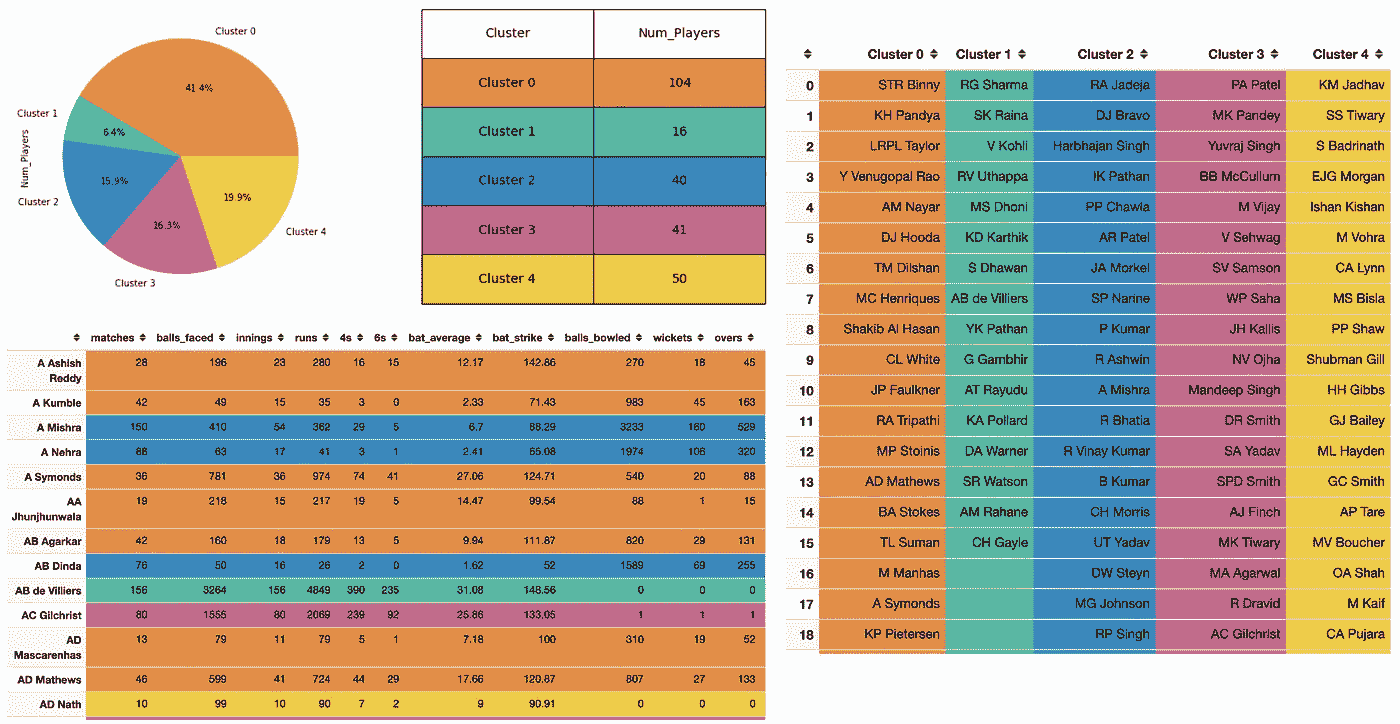 Cluster 0
41.4%
Cluster 1
6.4%
Num_Players
15.9%
Cluster 2
19.9%
16.3%
Cluster 4
Cluster 3
Cluster Num_Players
Cluster 0 104
Cluster 1 16
Cluster 2 40
Cluster 3 41
Cluster 4 50
matches balls_faced innings runs 4s 6s bat_average bat_strike balls_bowled wickets overs
A Ashish Reddy 28 196 23 280 16 15 12.17 142.86 270 18 45
A Kumble 42 49 15 35 3 0 2.33 71.43 983 45 163
A Mishra 150 410 54 362 29 5 6.7 88.29 3233 160 529
A Nehra 88 63 17 41 3 1 2.41 65.08 1974 106 320
A Symonds 36 781 36 974 74 41 27.06 124.71 540 20 88
AA Jhunjhunwala 19 218 15 217 19 5 14.47 99.54 88 1 15
AB Agarkar 42 160 18 179 13 5 9.94 111.87 820 29 131
AB Dinda 76 50 16 26 2 0 1.62 52 1589 69 255
AB de Villiers 156 3264 156 4849 390 235 31.08 148.56 0 0 0
AC Gilchrist 80 1555 80 2069 239 92 25.86 133.05 1 1 1
AD Mascarenhas 13 79 11 79 5 1 7.18 100 310 19 52
AD Mathews 46 599 41 724 44 29 17.66 120.87 807 27 133
AD Nath 10 99 10 90 7 2 9 90.91 0 0 0
Cluster 0 Cluster 1 Cluster 2 Cluster 3 Cluster 4
0 STR Binny RG Sharma RA Jadeja PA Patel KM Jadhav
1 KH Pandya SK Raina DJ Bravo MK Pandey SS Tiwary
2 LRPL Taylor V Kohli Harbhajan Singh Yuvraj Singh S Badrinath
3 Y Venugopal Rao RV Uthappa IK Pathan BB McCullum EJG Morgan
4 AM Nayar MS Dhoni PP Chawla M Vijay Ishan Kishan
5 DJ Hooda KD Karthik AR Patel V Sehwag M Vohra
6 TM Dilshan S Dhawan JA Morkel SV Samson CA Lynn
7 MC Henriques AB de Villiers SP Narine WP Saha MS Bisla
8 Shakib Al Hasan YK Pathan P Kumar JH Kallis PP Shaw
9 CL White G Gambhir R Ashwin NV Ojha Shubman Gill
10 JP Faulkner AT Rayudu A Mishra Mandeep Singh HH Gibbs
11 RA Tripathi KA Pollard R Bhatia DR Smith GJ Bailey
12 MP Stoinis DA Warner R Vinay Kumar SA Yadav ML Hayden
13 AD Mathews SR Watson B Kumar SPD Smith GC Smith
14 BA Stokes AM Rahane CH Morris AJ Finch AP Tare
15 TL Suman CH Gayle UT Yadav MK Tiwary MV Boucher
16 M Manhas DW Steyn MA Agarwal OA Shah
17 A Symonds MG Johnson R Dravid M Kaif
18 KP Pietersen RP Singh AC Gilchrist CA Pujara